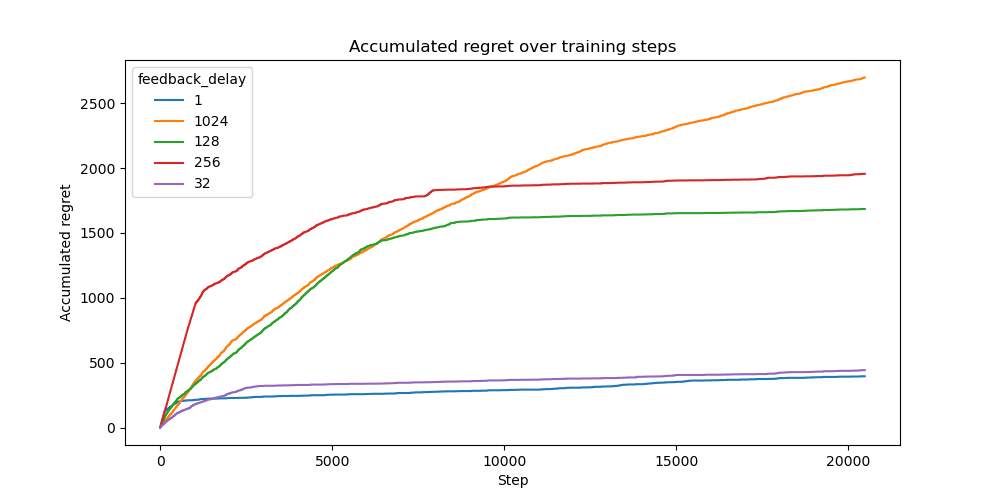 Accumulated regret over training steps
feedback_delay
1
1024
128
256
32
2500
2000
1500
1000
500
0
Accumulated regret
0 5000 10000 15000 20000
Step